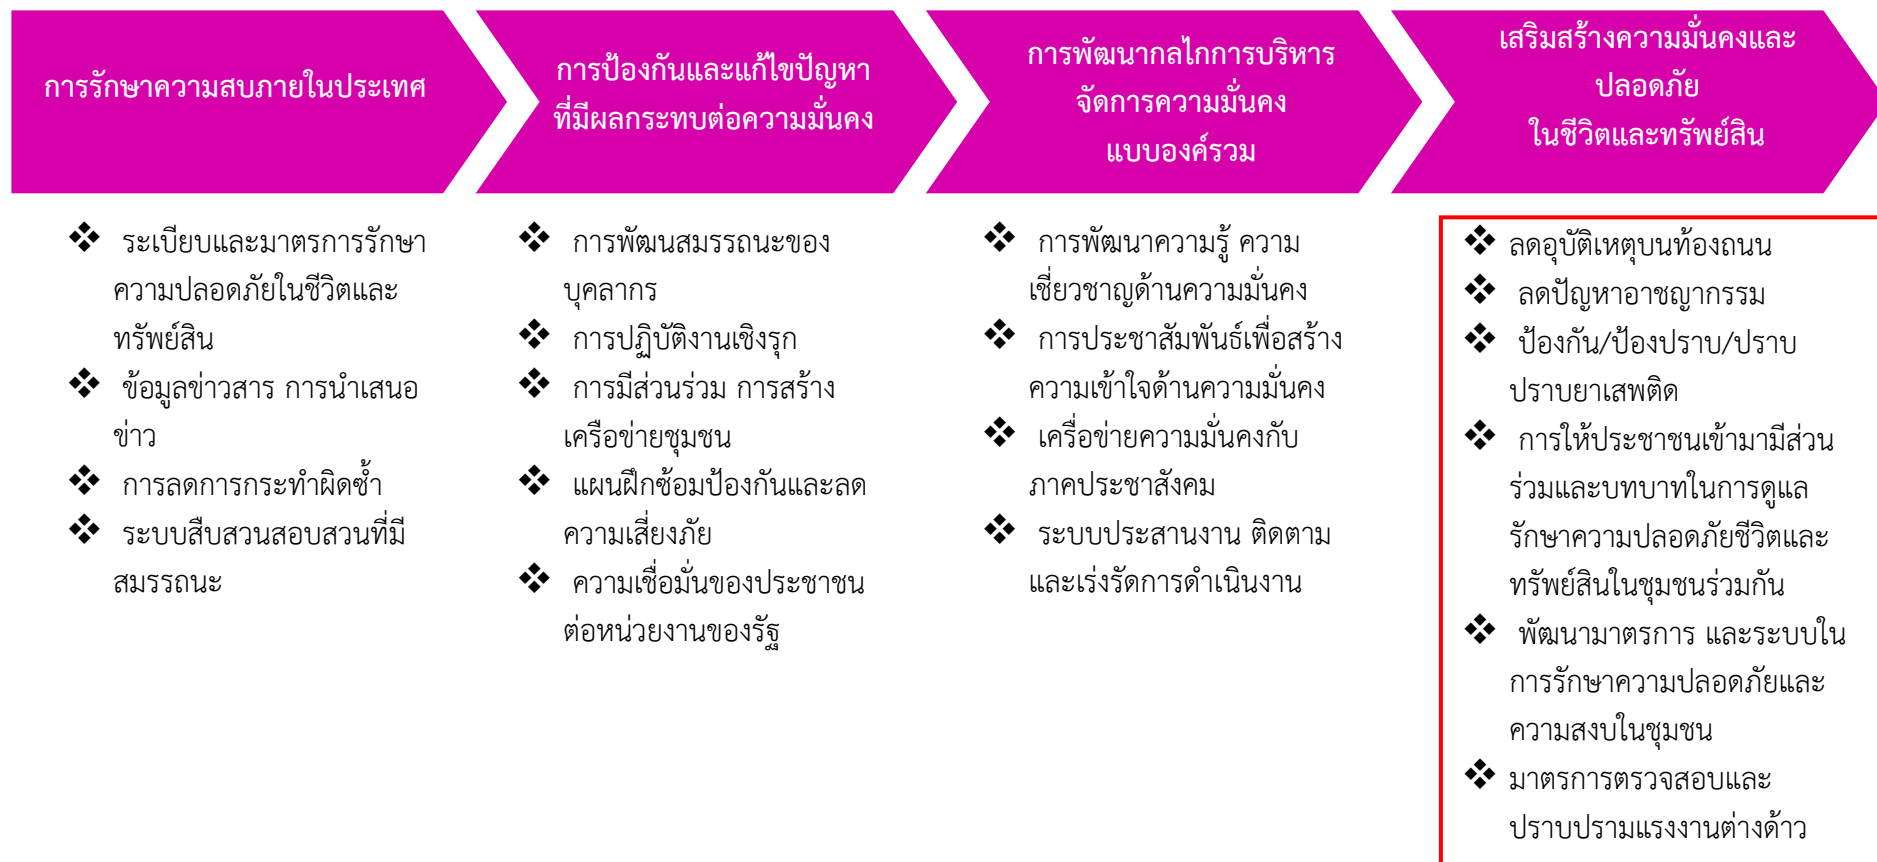 การรักษาความสบภายในประเทศ
การป้องกันและแก้ไขปัญหา
ที่มีผลกระทบต่อความมั่นคง
การพัฒนากลไกการบริหาร
จัดการความมั่นคง
แบบองค์รวม
เสริมสร้างความมั่นคงและ
ปลอดภัย
ในชีวิตและทรัพย์สิน
❖ ระเบียบและมาตรการรักษา
ความปลอดภัยในชีวิตและ
ทรัพย์สิน
❖ ข้อมูลข่าวสาร การนำเสนอ
ข่าว
❖ การลดการกระทำผิดซ้ำ
❖ ระบบสืบสวนสอบสวนที่มี
สมรรถนะ
❖ การพัฒนสมรรถนะของ
บุคลากร
❖ การปฏิบัติงานเชิงรุก
❖ การมีส่วนร่วม การสร้าง
เครือข่ายชุมชน
❖ แผนฝึกซ้อมป้องกันและลด
ความเสี่ยงภัย
❖ ความเชื่อมั่นของประชาชน
ต่อหน่วยงานของรัฐ
❖ การพัฒนาความรู้ ความ
เชี่ยวชาญด้านความมั่นคง
❖ การประชาสัมพันธ์เพื่อสร้าง
ความเข้าใจด้านความมั่นคง
❖ เครื่อข่ายความมั่นคงกับ
ภาคประชาสังคม
❖ ระบบประสานงาน ติดตาม
และเร่งรัดการดำเนินงาน
❖ ลดอุบัติเหตุบนท้องถนน
❖ ลดปัญหาอาชญากรรม
❖ ป้องกัน/ป้องปราบ/ปราบ
ปราบยาเสพติด
❖ การให้ประชาชนเข้ามามีส่วน
ร่วมและบทบาทในการดูแล
รักษาความปลอดภัยชีวิตและ
ทรัพย์สินในชุมชนร่วมกัน
❖ พัฒนามาตรการ และระบบใน
การรักษาความปลอดภัยและ
ความสงบในชุมชน
❖ มาตรการตรวจสอบและ
ปราบปรามแรงงานต่างด้าว